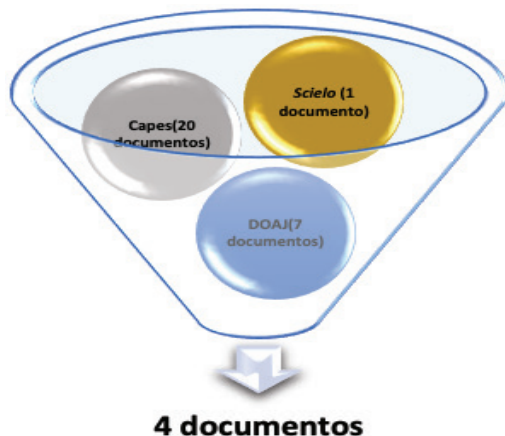 Capes(20
documentos)
Scielo (1
documento)
DOAJ(7
documentos)
4 documentos